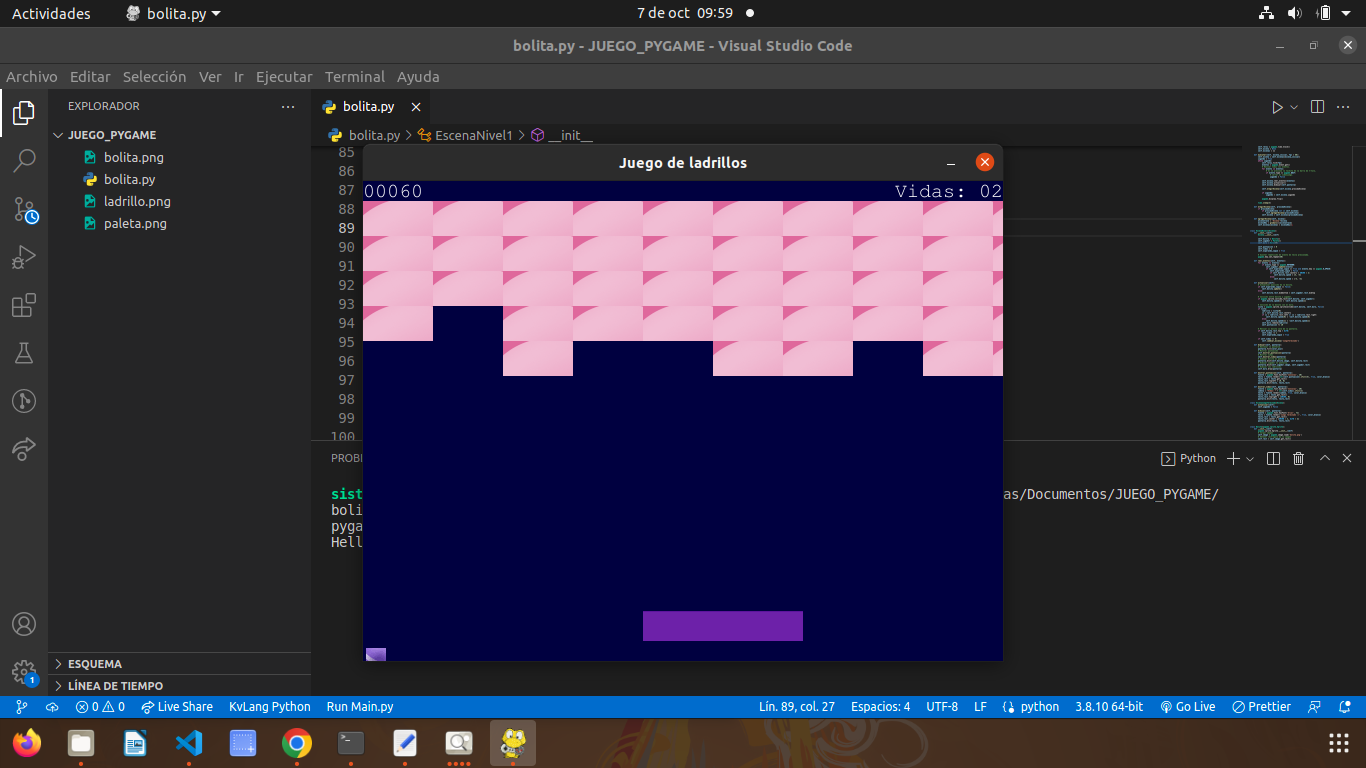 Actividades
bolita.py
7 de oct 09:59
bolita.py - JUEGO_PYGAME - Visual Studio Code
Archivo Editar Selección Ver Ir Ejecutar Terminal Ayuda
EXPLORADOR
JUEGO_PYGAME
bolita.png
bolita.py
ladrillo.png
paleta.png
ESQUEMA
LÍNEA DE TIEMPO
bolita.py
bolita.py > EscenaNivel1 > __init__
85
86
87
88
89
90
91
92
93
94
95
96
97
98
99
100
Juego de ladrillos
00060 Vidas: 02
Python
as/Documentos/JUEGO_PYGAME/
1
0 0 Live Share KvLang Python Run Main.py Lín. 89, col. 27 Espacios: 4 UTF-8 LF python 3.8.10 64-bit Go Live Prettier